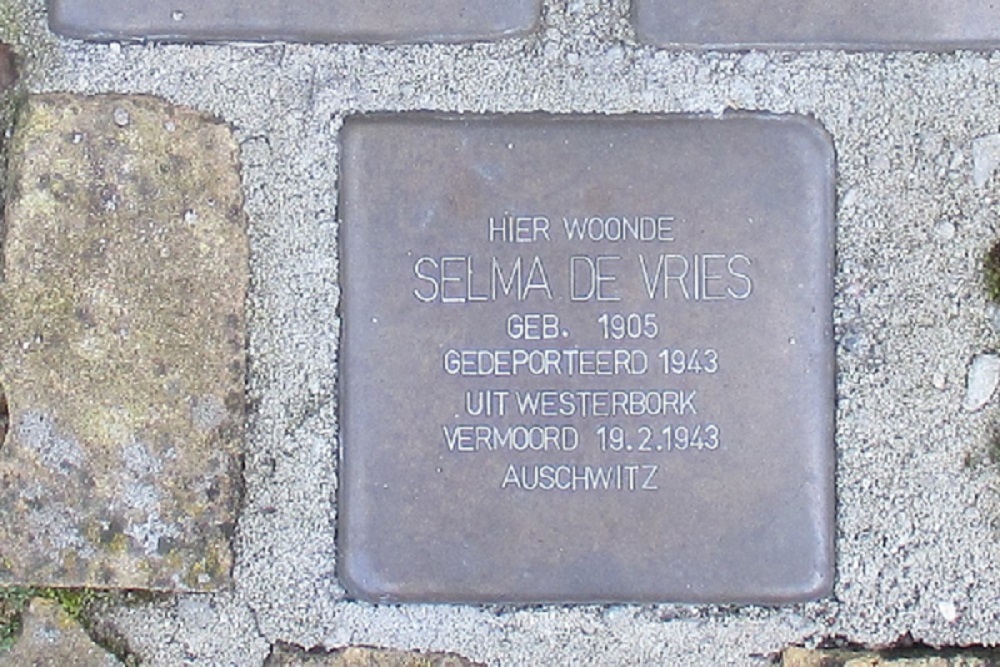 HIER WOONDE
SELMA DE VRIES
GEB. 1905
GEDEPORTEERD 1943
UIT WESTERBORK
VERMOORD 19.2.1943
AUSCHWITZ